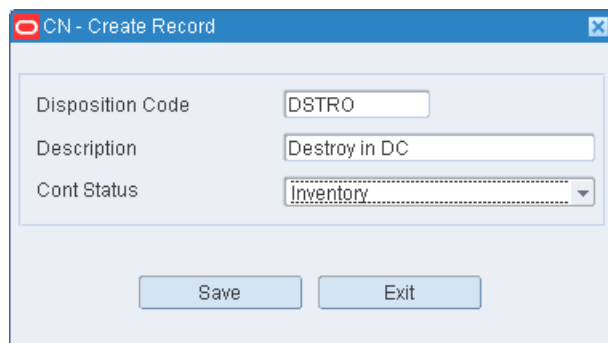 CN - Create Record
Disposition Code DSTRO
Description Destroy in DC
Cont Status Inventory
Save Exit